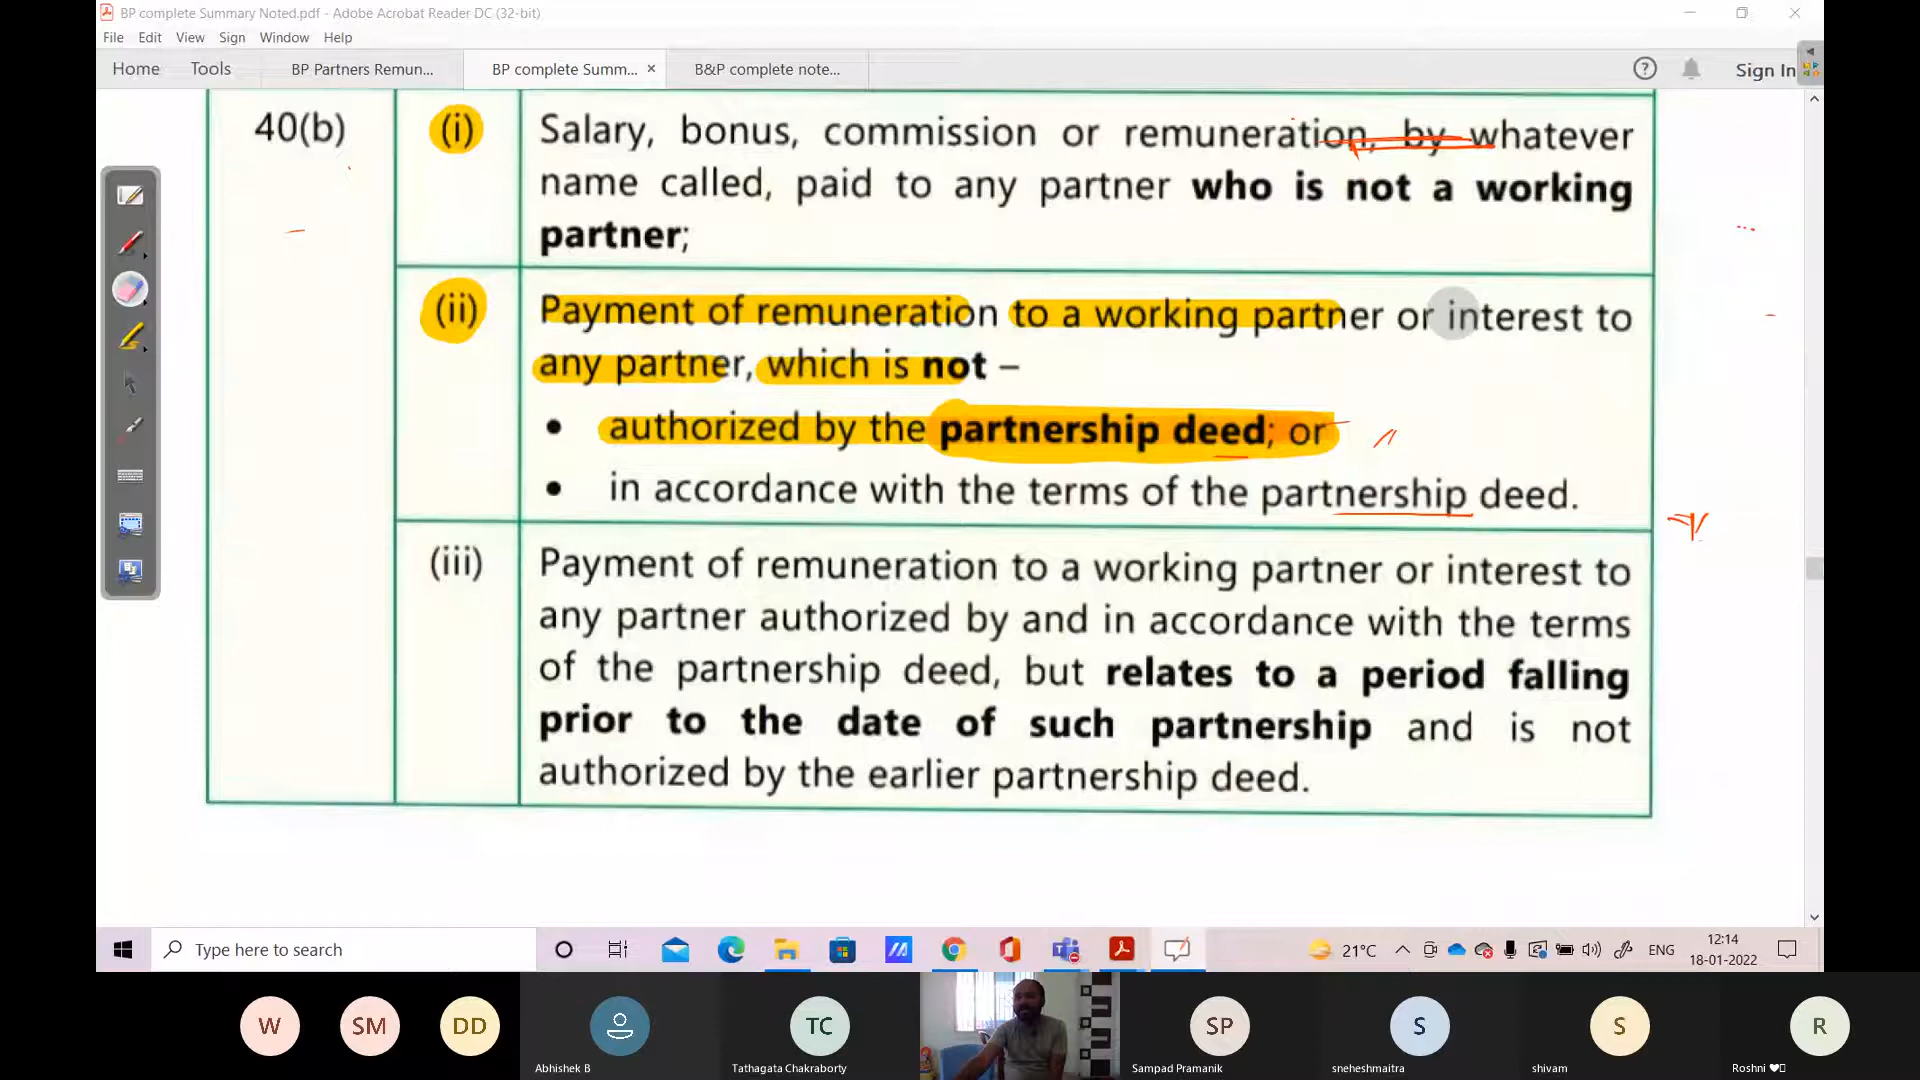 BP complete Summary Noted.pdf - Adobe Acrobat Reader DC (32-bit)
File Edit View Sign Window Help
Home Tools BP Partners Remun... BP complete Summ... × B&P complete note... Sign In
40(b) (i) Salary, bonus, commission or remuneration, by whatever
name called, paid to any partner who is not a working
partner;
(ii) Payment of remuneration to a working partner or interest to
any partner, which is not –
• authorized by the partnership deed; or
• in accordance with the terms of the partnership deed.
(iii) Payment of remuneration to a working partner or interest to
any partner authorized by and in accordance with the terms
of the partnership deed, but relates to a period falling
prior to the date of such partnership and is not
authorized by the earlier partnership deed.
Type here to search 21°C ENG 12:14
18-01-2022
W SM DD TC SP S S R
Abhishek B Tathagata Chakraborty Sampad Pramanik sneheshmaitra shivam Roshni ❤